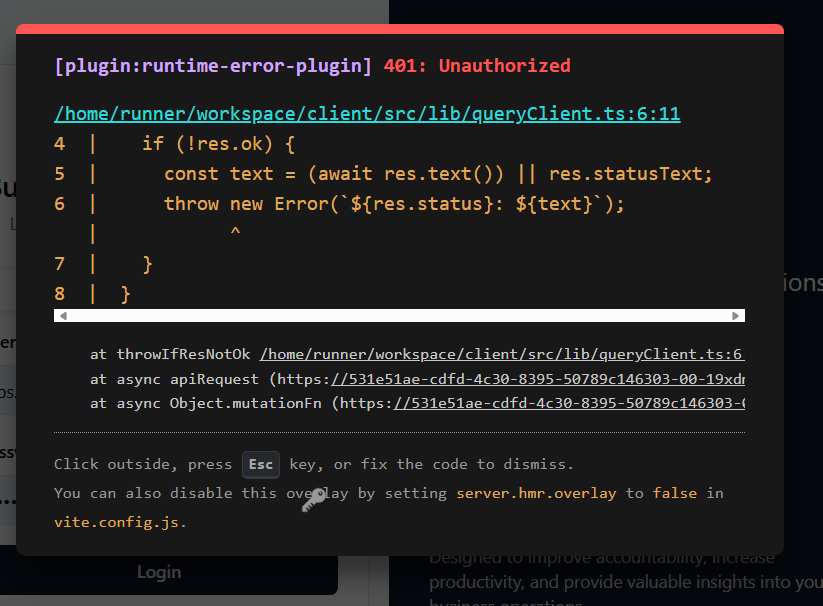 [plugin:runtime-error-plugin] 401: Unauthorized
/home/runner/workspace/client/src/lib/queryClient.ts:6:11
4 | if (!res.ok) {
5 | const text = (await res.text()) || res.statusText;
6 | throw new Error(`${res.status}: ${text}`);
| ^
7 | }
8 | }
at throwIfResNotOk /home/runner/workspace/client/src/lib/queryClient.ts:6
at async apiRequest (https://531e51ae-cdfd-4c30-8395-50789c146303-00-19xdn
at async Object.mutationFn (https://531e51ae-cdfd-4c30-8395-50789c146303-0
Click outside, press Esc key, or fix the code to dismiss.
You can also disable this overlay by setting server.hmr.overlay to false in
vite.config.js.
Login
Designed to improve accountability, increase
productivity, and provide valuable insights into you
business operations